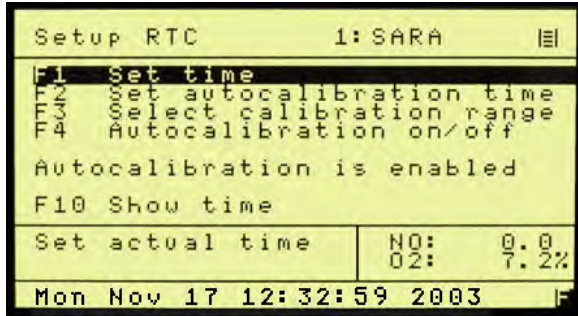 Setup RTC 1: SARA
F1 Set time
F2 Set autocalibration time
F3 Select calibration range
F4 Autocalibration on/off
Autocalibration is enabled
F10 Show time
Set actual time
NO: 0.0
O2: 7.2%
Mon Nov 17 12:32:59 2003 F